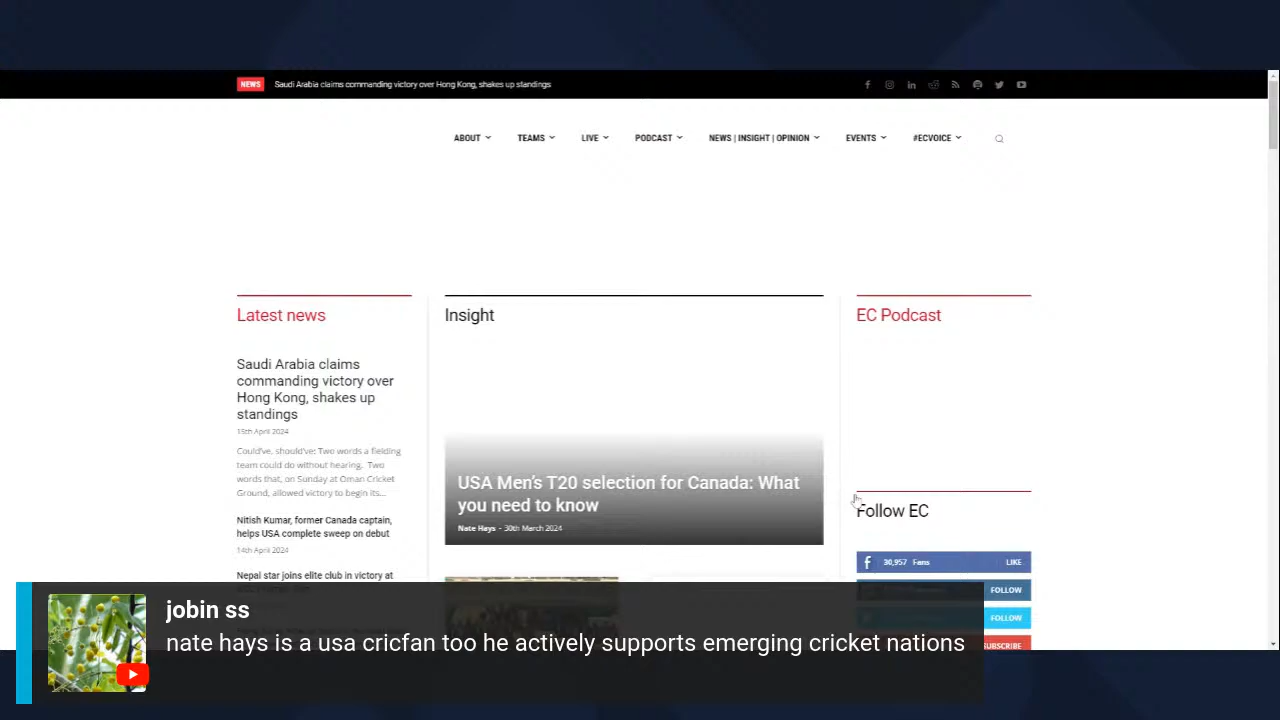 NEWS Saudi Arabia claims commanding victory over Hong Kong, shakes up standings
ABOUT TEAMS LIVE PODCAST NEWS | INSIGHT | OPINION EVENTS #ECVOICE
Latest news
Saudi Arabia claims
commanding victory over
Hong Kong, shakes up
standings
15th April 2024
Could've, should've: Two words a fielding
team could do without hearing. Two
words that, on Sunday at Oman Cricket
Ground, allowed victory to begin its...
Nitish Kumar, former Canada captain,
helps USA complete sweep on debut
14th April 2024
Nepal star joins elite club in victory at
Insight
USA Men's T20 selection for Canada: What
you need to know
Nate Hays - 30th March 2024
EC Podcast
Follow EC
30,957 Fans LIKE
FOLLOW
FOLLOW
SUBSCRIBE
jobin ss
nate hays is a usa cricfan too he actively supports emerging cricket nations